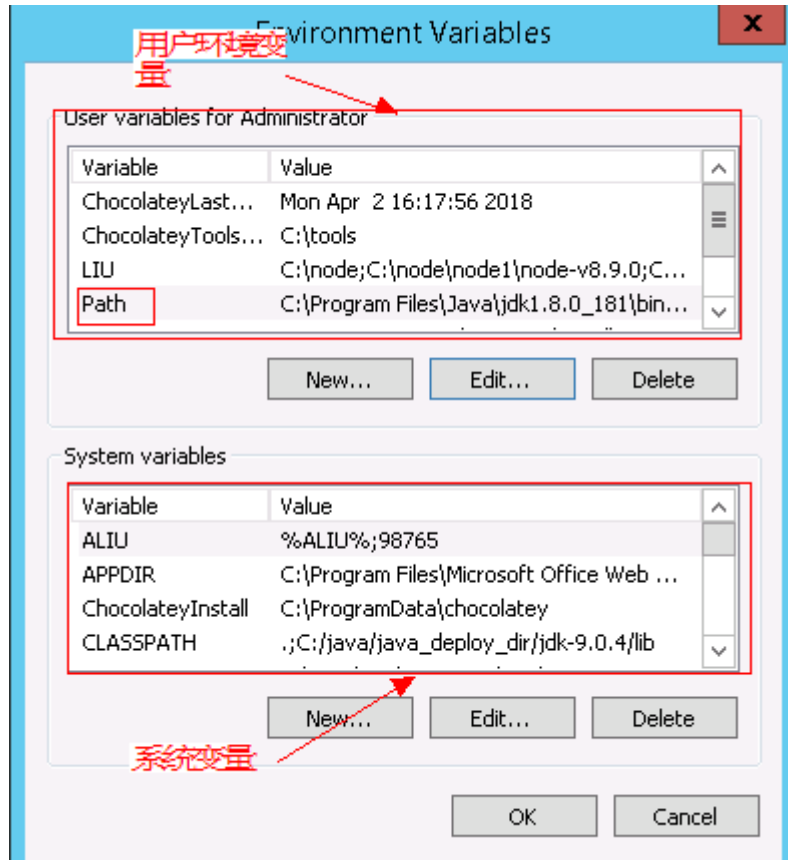 Environment Variables
用户环境变
量
User variables for Administrator
Variable Value
ChocolateyLast... Mon Apr 2 16:17:56 2018
ChocolateyTools... C:\tools
LIU C:\node;C:\node\node1\node-v8.9.0;C...
Path C:\Program Files\Java\jdk1.8.0_181\bin...
New... Edit... Delete
System variables
Variable Value
ALIU %ALIU%;98765
APPDIR C:\Program Files\Microsoft Office Web ...
ChocolateyInstall C:\ProgramData\chocolatey
CLASSPATH .;C:/java/java_deploy_dir/jdk-9.0.4/lib
New... Edit... Delete
系统变量
OK Cancel